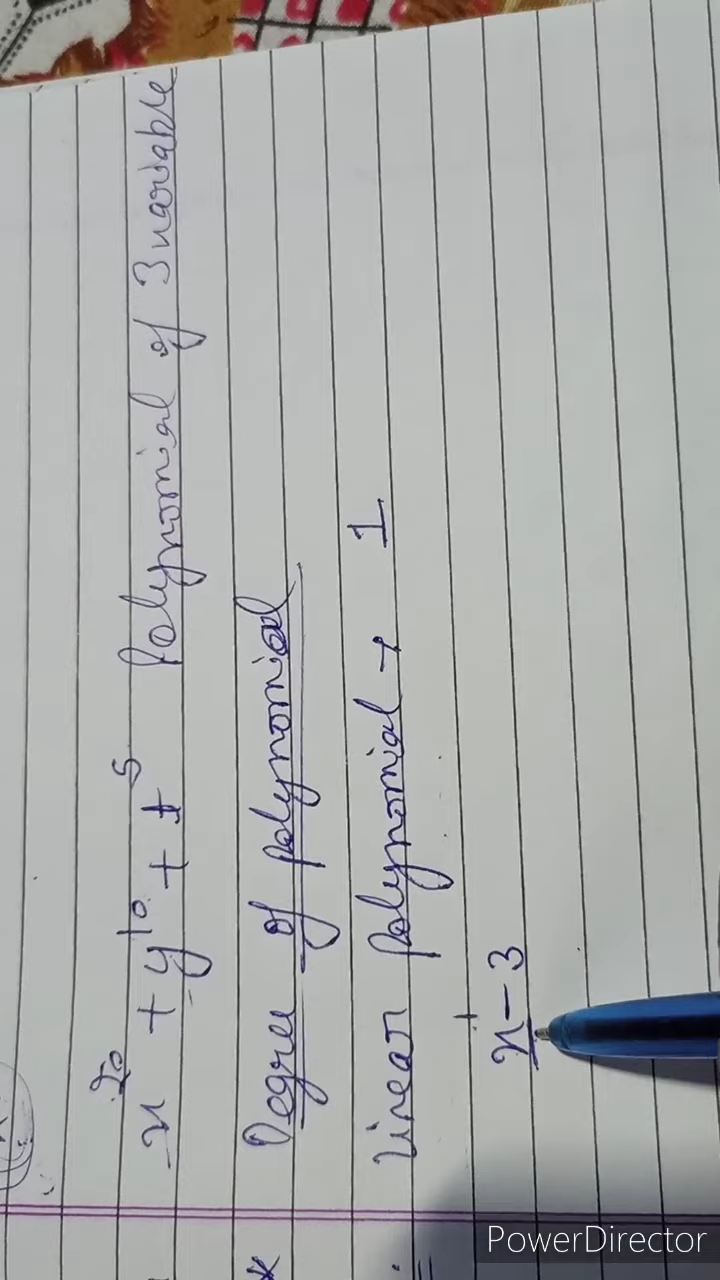 x²⁰ + y¹⁰ + t⁵ Polynomial of 3 variable
* Degree of polynomial
Linear polynomial → 1
x - 3
PowerDirector